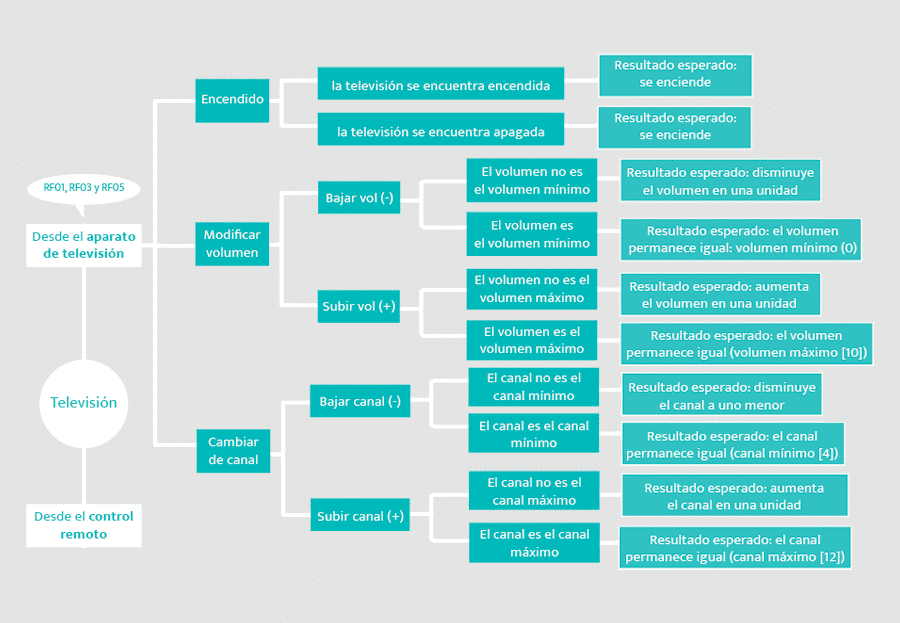 Encendido
la televisión se encuentra encendida
Resultado esperado:
se enciende
la televisión se encuentra apagada
Resultado esperado:
se enciende
RF01, RF03 y RF05
Desde el aparato
de televisión
Modificar
volumen
Bajar vol (-)
El volumen no es
el volumen mínimo
Resultado esperado: disminuye
el volumen en una unidad
El volumen es
el volumen mínimo
Resultado esperado: el volumen
permanece igual: volumen mínimo (0)
Subir vol (+)
El volumen no es el
volumen máximo
Resultado esperado: aumenta
el volumen en una unidad
El volumen es el
volumen máximo
Resultado esperado: el volumen
permanece igual (volumen máximo [10])
Televisión
Cambiar
de canal
Bajar canal (-)
El canal no es el
canal mínimo
Resultado esperado: disminuye
el canal a uno menor
El canal es el canal
mínimo
Resultado esperado: el canal
permanece igual (canal mínimo [4])
Subir canal (+)
El canal no es el
canal máximo
Resultado esperado: aumenta
el canal en una unidad
El canal es el canal
máximo
Resultado esperado: el canal
permanece igual (canal máximo [12])
Desde el control
remoto